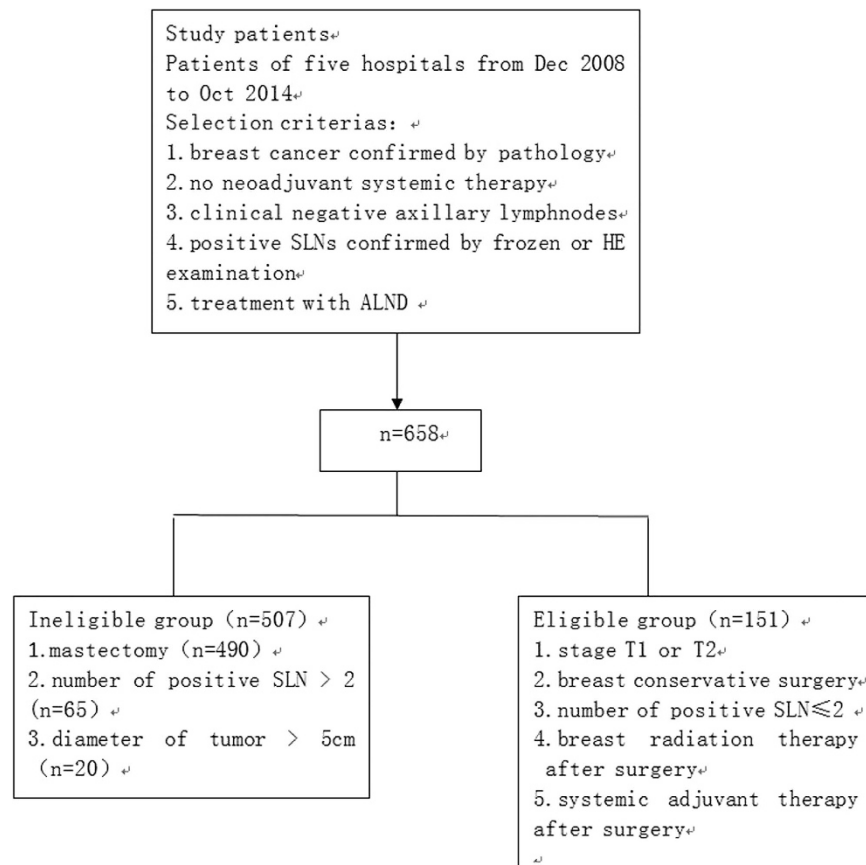 Study patients↵
Patients of five hospitals from Dec 2008
to Oct 2014↵
Selection criterias: ↵
1.breast cancer confirmed by pathology↵
2.no neoadjuvant systemic therapy↵
3.clinical negative axillary lymphnodes↵
4.positive SLNs confirmed by frozen or HE
examination↵
5.treatment with ALND ↵
n=658↵
Ineligible group (n=507) ↵
1.mastectomy (n=490)↵
2.number of positive SLN > 2
(n=65) ↵
3.diameter of tumor > 5cm
(n=20) ↵
Eligible group (n=151) ↵
1.stage T1 or T2↵
2.breast conservative surgery↵
3.number of positive SLN≤2 ↵
4.breast radiation therapy
after surgery↵
5.systemic adjuvant therapy
after surgery↵
↵